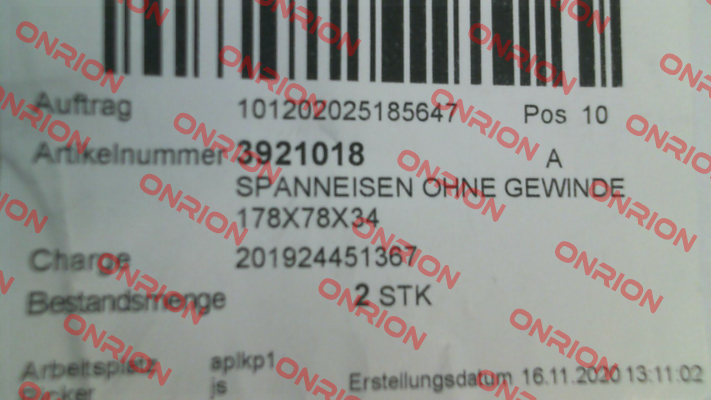 Auftrag 101202025185647 Pos 10
Artikelnummer 3921018 A
SPANNEISEN OHNE GEWINDE
178X78X34
Charge 201924451367
Bestandsmenge 2 STK
Arbeitsplatz aplkp1
js Erstellungsdatum 16.11.2020 13:11:02
ONRION